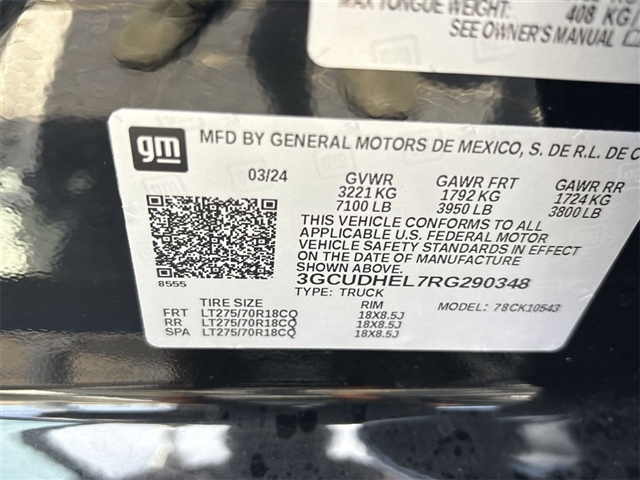 MAX TONGUE WEIGHT:
408 KG
SEE OWNER'S MANUAL
gm
MFD BY GENERAL MOTORS DE MEXICO, S. DE R.L. DE C
03/24
GVWR GAWR FRT GAWR RR
3221 KG 1792 KG 1724 KG
7100 LB 3950 LB 3800 LB
THIS VEHICLE CONFORMS TO ALL
APPLICABLE U.S. FEDERAL MOTOR
VEHICLE SAFETY STANDARDS IN EFFECT
ON THE DATE OF MANUFACTURE
SHOWN ABOVE.
8555
3GCUDHEL7RG290348
TYPE: TRUCK
MODEL: 78CK10543
TIRE SIZE RIM
FRT LT275/70R18CQ 18X8.5J
RR LT275/70R18CQ 18X8.5J
SPA LT275/70R18CQ 18X8.5J